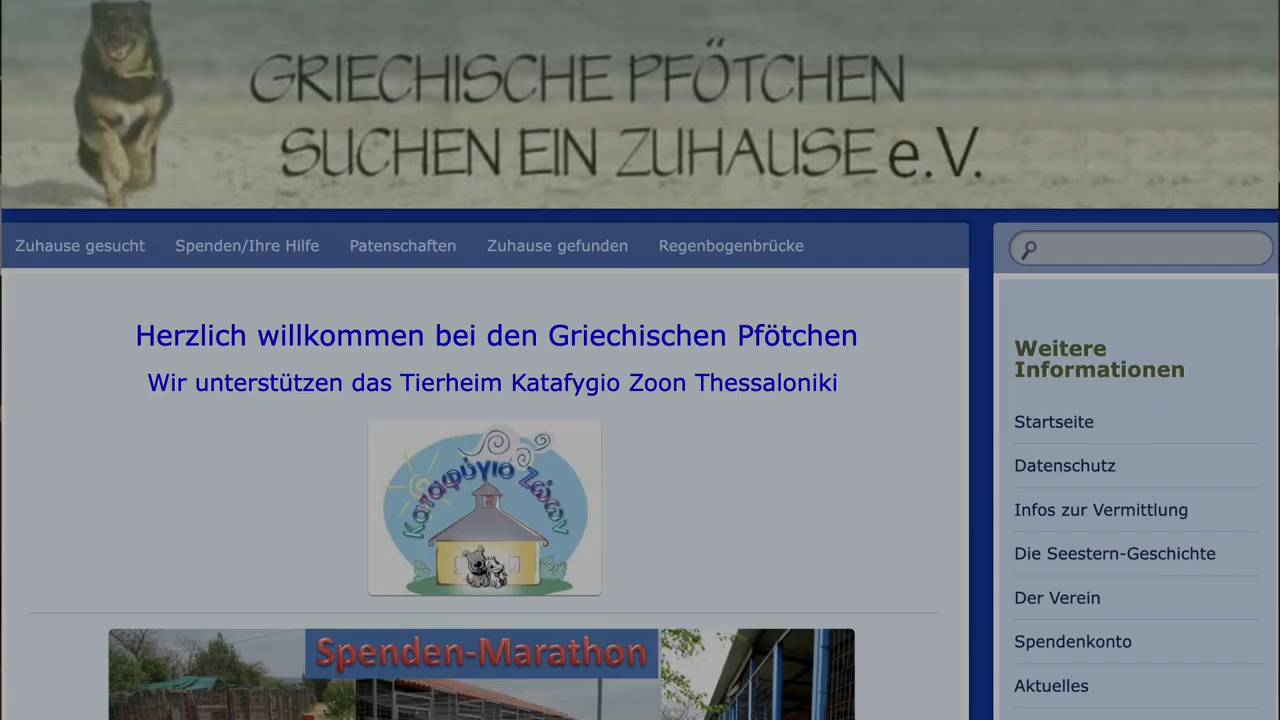 GRIECHISCHE PFÖTCHEN
SUCHEN EIN ZUHAUSE e.V.
Zuhause gesucht
Spenden/Ihre Hilfe
Patenschaften
Zuhause gefunden
Regenbogenbrücke
Herzlich willkommen bei den Griechischen Pfötchen
Wir unterstützen das Tierheim Katafygio Zoon Thessaloniki
Καταφύγιο Ζώων
Spenden-Marathon
Weitere
Informationen
Startseite
Datenschutz
Infos zur Vermittlung
Die Seestern-Geschichte
Der Verein
Spendenkonto
Aktuelles